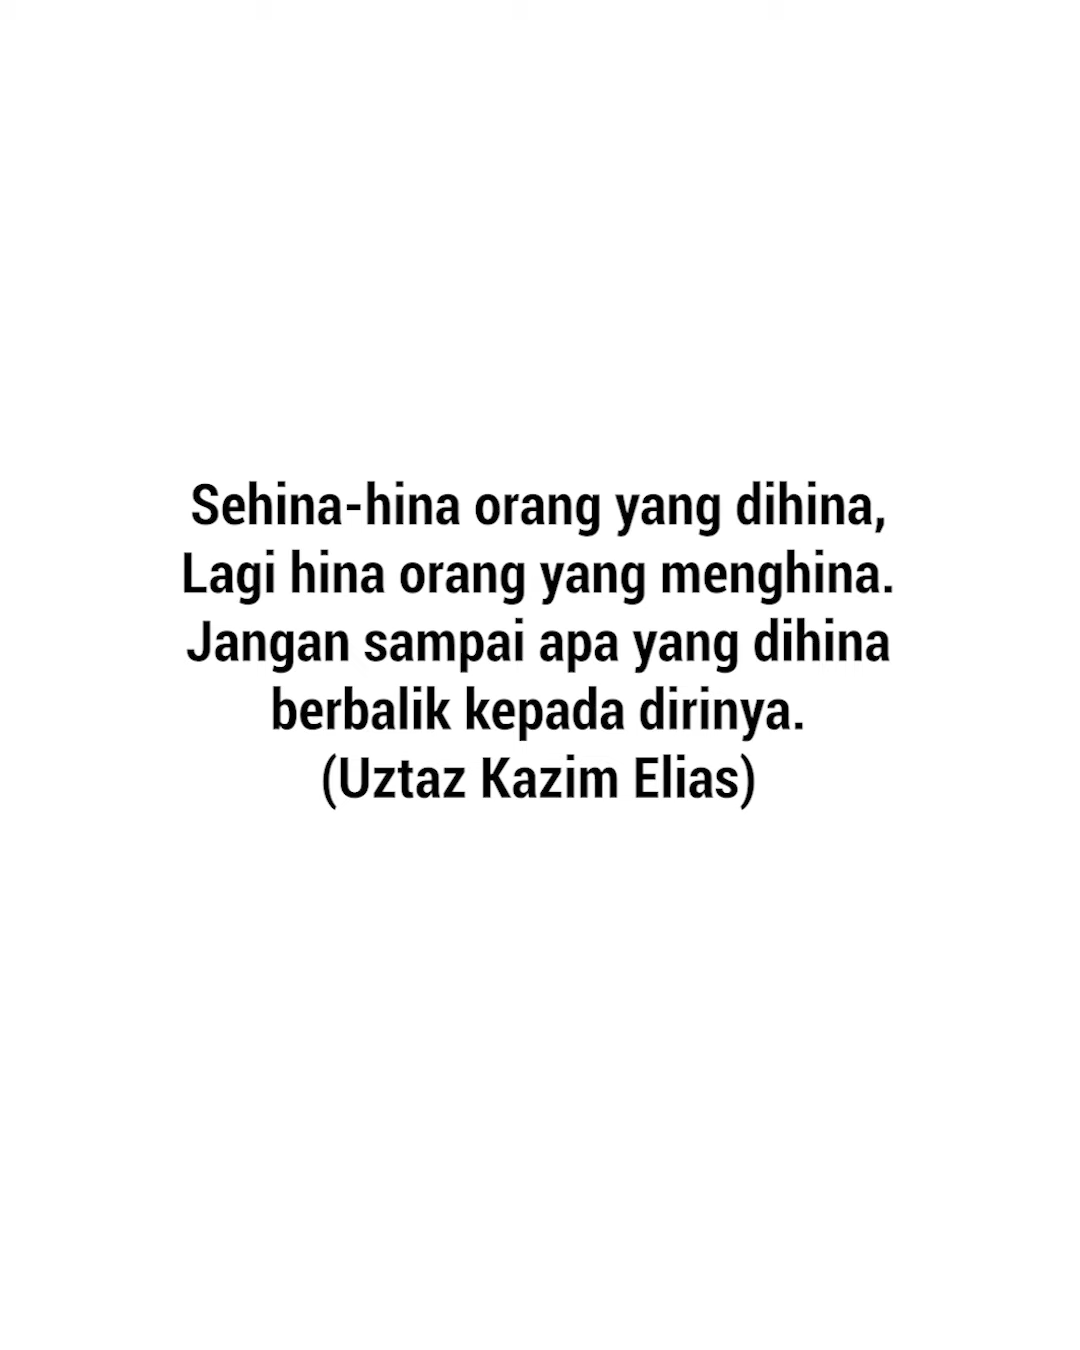 Sehina-hina orang yang dihina,
Lagi hina orang yang menghina.
Jangan sampai apa yang dihina
berbalik kepada dirinya.
(Uztaz Kazim Elias)